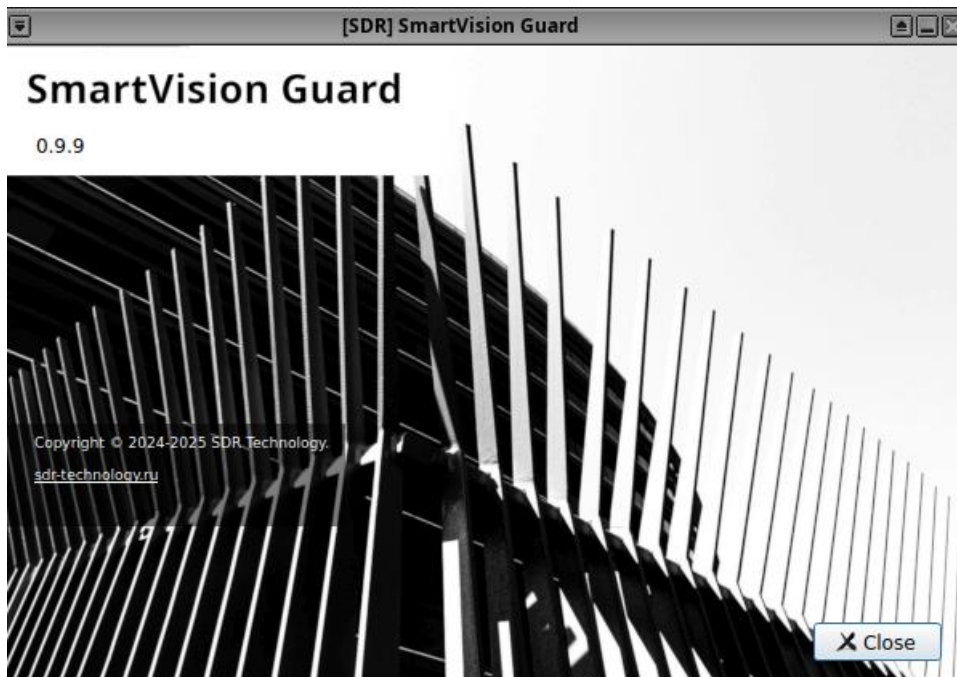 [SDR] SmartVision Guard
SmartVision Guard
0.9.9
Copyright © 2024-2025 SDR Technology.
sdr-technology.ru
Close